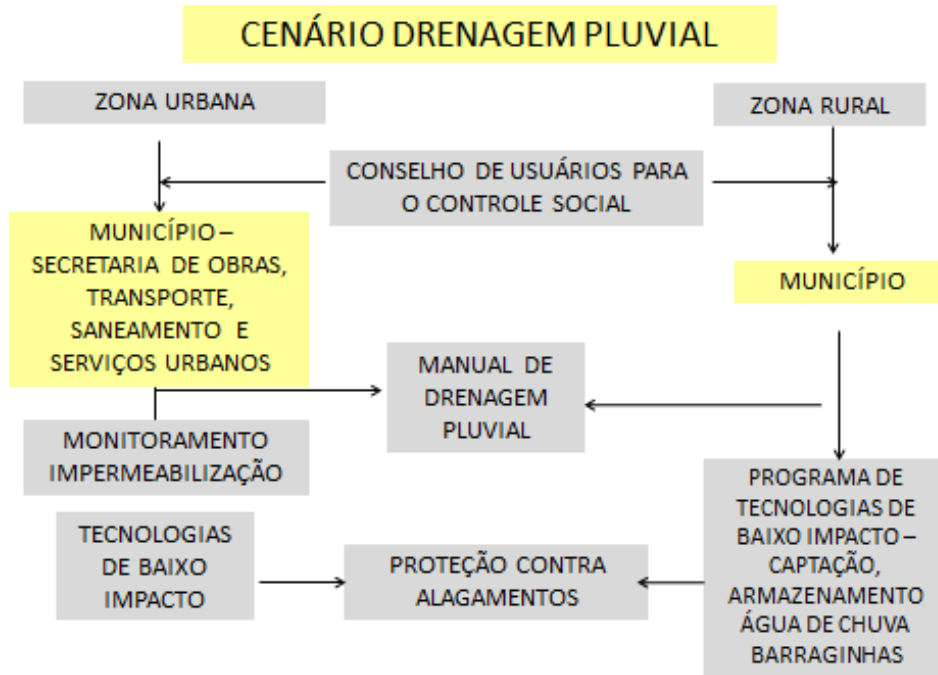 CENÁRIO DRENAGEM PLUVIAL
ZONA URBANA
ZONA RURAL
CONSELHO DE USUÁRIOS PARA
O CONTROLE SOCIAL
MUNICÍPIO –
SECRETARIA DE OBRAS,
TRANSPORTE,
SANEAMENTO E
SERVIÇOS URBANOS
MUNICÍPIO
MANUAL DE
DRENAGEM
PLUVIAL
MONITORAMENTO
IMPERMEABILIZAÇÃO
TECNOLOGIAS
DE BAIXO
IMPACTO
PROTEÇÃO CONTRA
ALAGAMENTOS
PROGRAMA DE
TECNOLOGIAS DE
BAIXO IMPACTO –
CAPTAÇÃO,
ARMAZENAMENTO
ÁGUA DE CHUVA
BARRAGINHAS